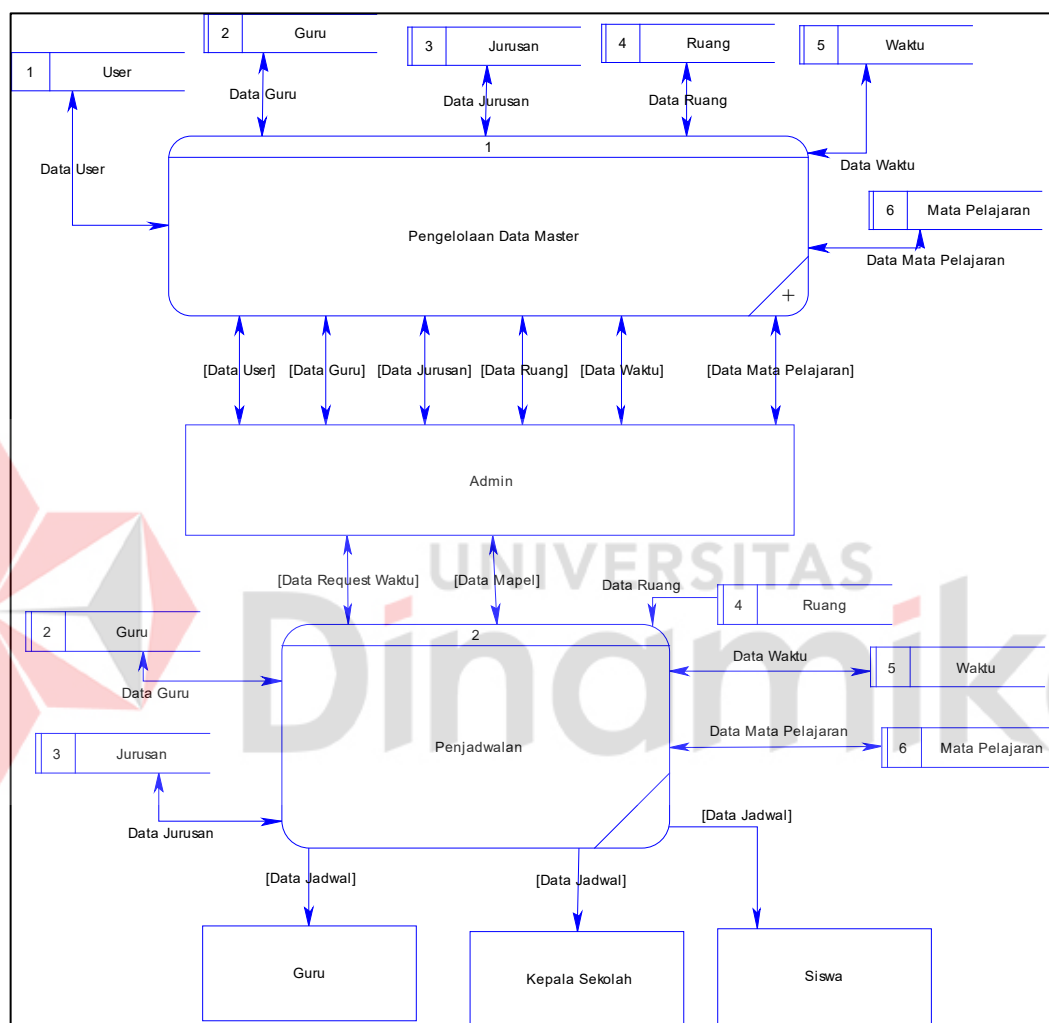 2 Guru
3 Jurusan
4 Ruang
5 Waktu
1 User
Data Guru
Data Jurusan
Data Ruang
1
Data User
Data Waktu
6 Mata Pelajaran
Pengelolaan Data Master
Data Mata Pelajaran
+
[Data User] [Data Guru] [Data Jurusan] [Data Ruang] [Data Waktu] [Data Mata Pelajaran]
Admin
UNIVERSITAS
Dinamika
[Data Request Waktu] [Data Mapel] Data Ruang
4 Ruang
2 Guru
2
Data Waktu
5 Waktu
Data Guru
Data Mata Pelajaran
3 Jurusan
Penjadwalan
6 Mata Pelajaran
Data Jurusan
[Data Jadwal]
[Data Jadwal]
[Data Jadwal]
Guru
Kepala Sekolah
Siswa